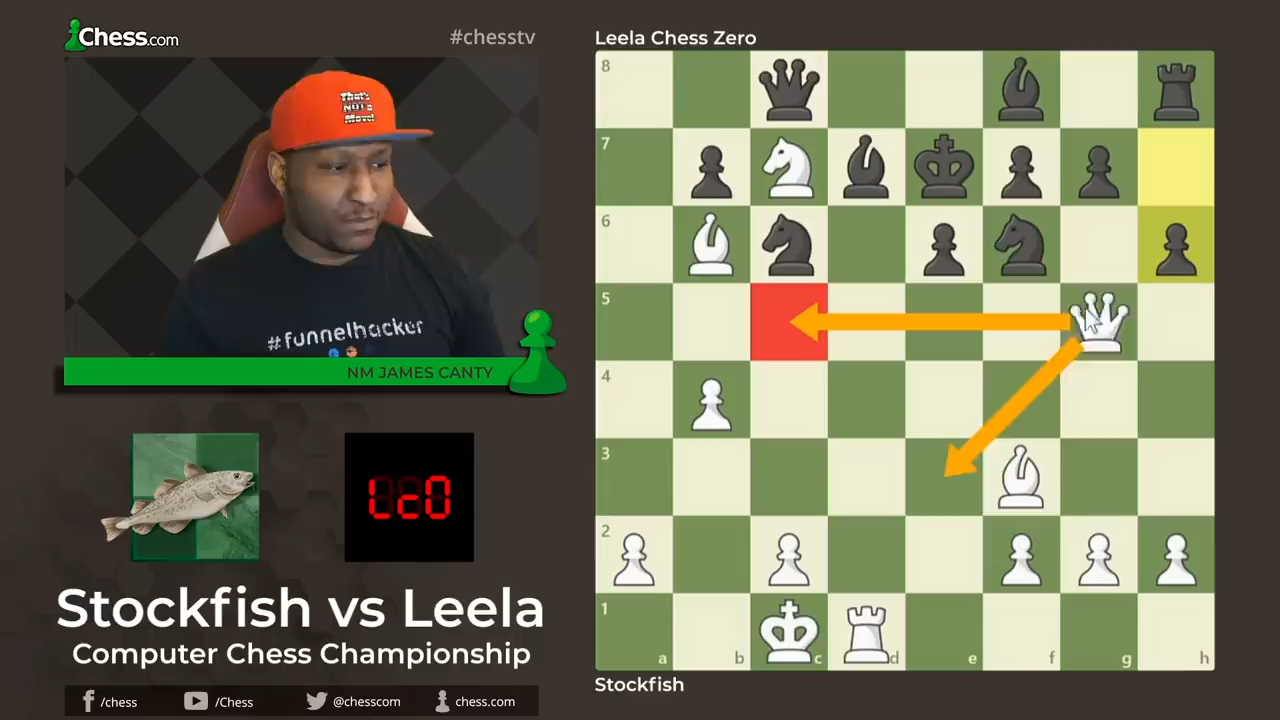 Chess.com
#chesstv
That's
NOT a
Move!
#funnelhacker
NM JAMES CANTY
Lc0
Stockfish vs Leela
Computer Chess Championship
/chess
/Chess
@chesscom
chess.com
Leela Chess Zero
8
7
6
5
4
3
2
1
a b c d e f g h
Stockfish